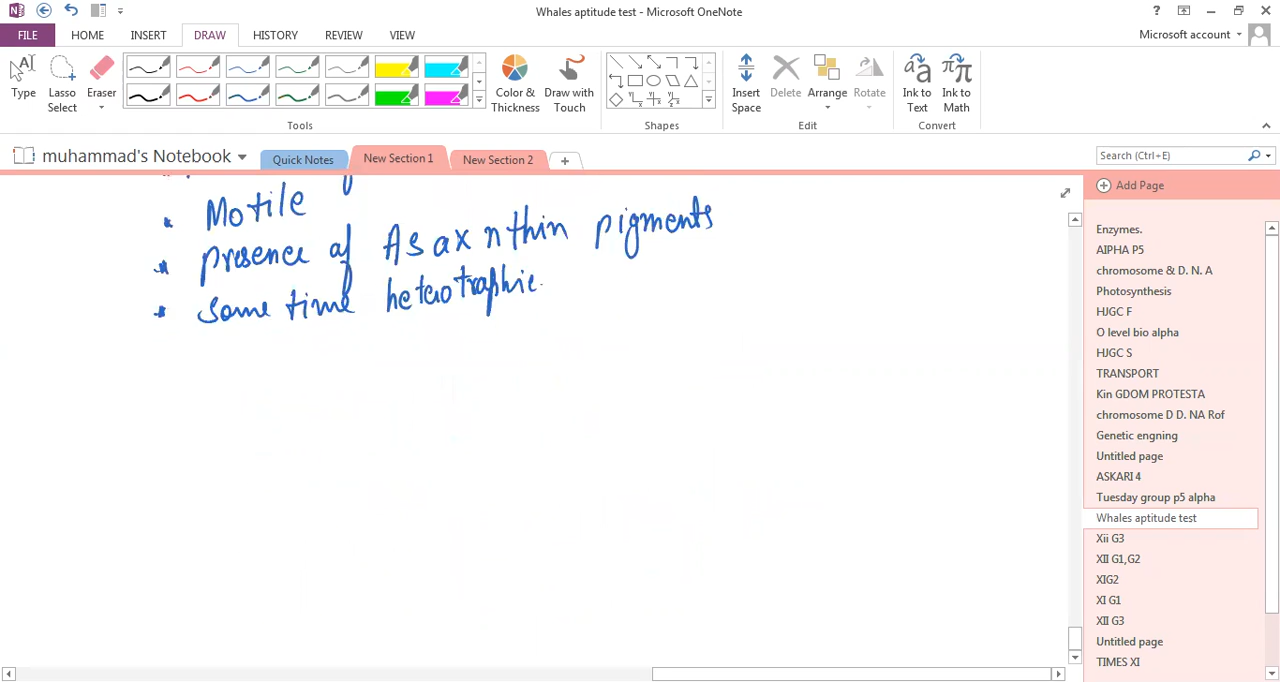 Whales aptitude test - Microsoft OneNote
FILE HOME INSERT DRAW HISTORY REVIEW VIEW
Microsoft account
Type
Lasso Select
Eraser
Color & Thickness
Draw with Touch
Insert Space
Delete
Arrange
Rotate
Ink to Text
Ink to Math
Tools
Shapes
Edit
Convert
muhammad's Notebook
Quick Notes
New Section 1
New Section 2
Search (Ctrl+E)
* Motile
* presence of Asaxnthin pigments
* some time heterotraphic
Add Page
Enzymes.
AlPHA P5
chromosome & D. N. A
Photosynthesis
HJGC F
O level bio alpha
HJGC S
TRANSPORT
Kin GDOM PROTESTA
chromosome D D. NA Rof
Genetic engning
Untitled page
ASKARI 4
Tuesday group p5 alpha
Whales aptitude test
Xii G3
XII G1,G2
XIG2
XI G1
XII G3
Untitled page
TIMES XI